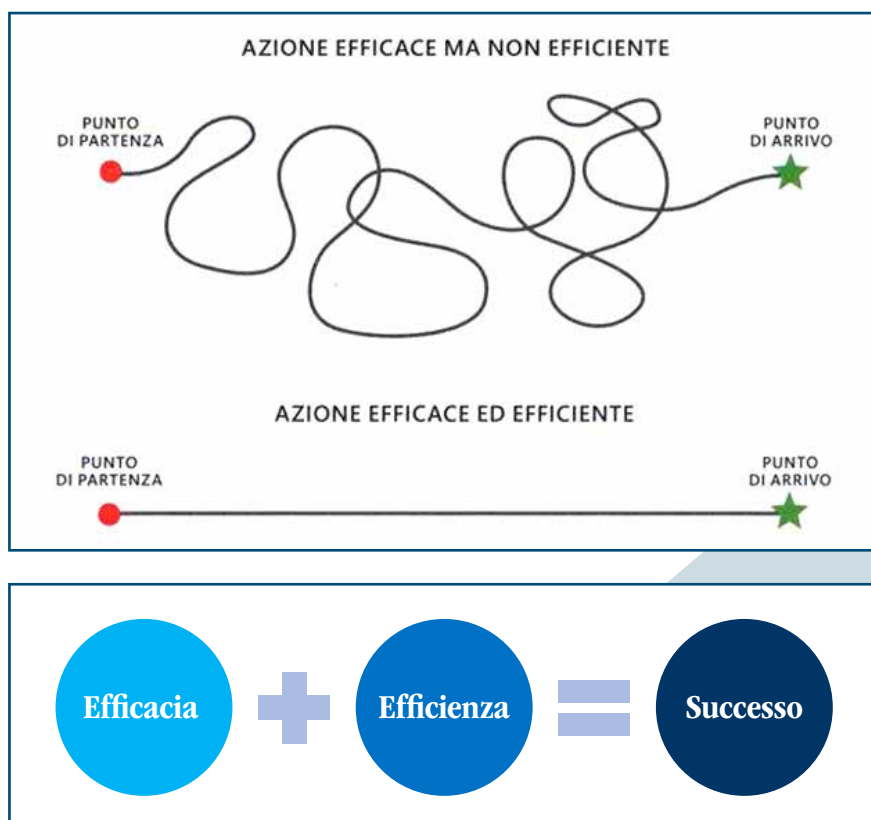 AZIONE EFFICACE MA NON EFFICIENTE
PUNTO
DI PARTENZA
PUNTO
DI ARRIVO
AZIONE EFFICACE ED EFFICIENTE
PUNTO
DI PARTENZA
PUNTO
DI ARRIVO
Efficacia + Efficienza = Successo